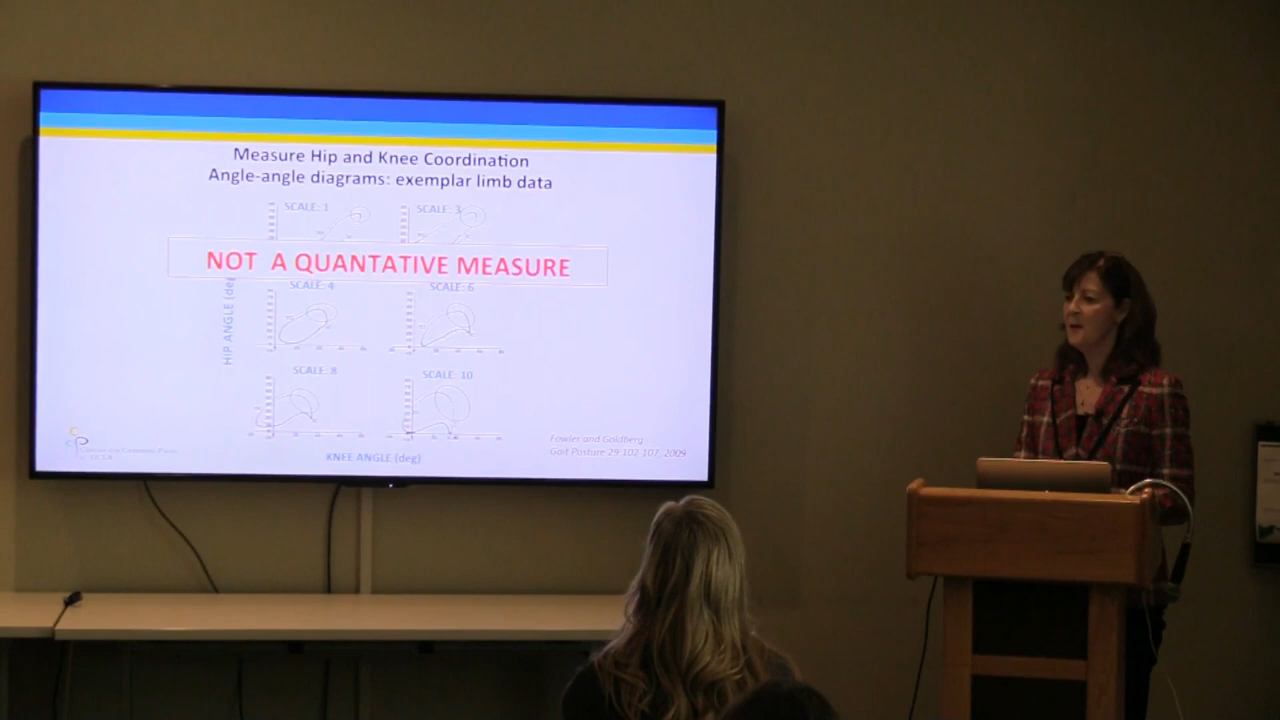 Measure Hip and Knee Coordination
Angle-angle diagrams: exemplar limb data
SCALE: 1
SCALE: 3
NOT A QUANTATIVE MEASURE
SCALE: 4
SCALE: 6
HIP ANGLE (deg
SCALE: 8
SCALE: 10
KNEE ANGLE (deg)
Fowler and Goldberg
Gait Posture 29:102-107, 2009